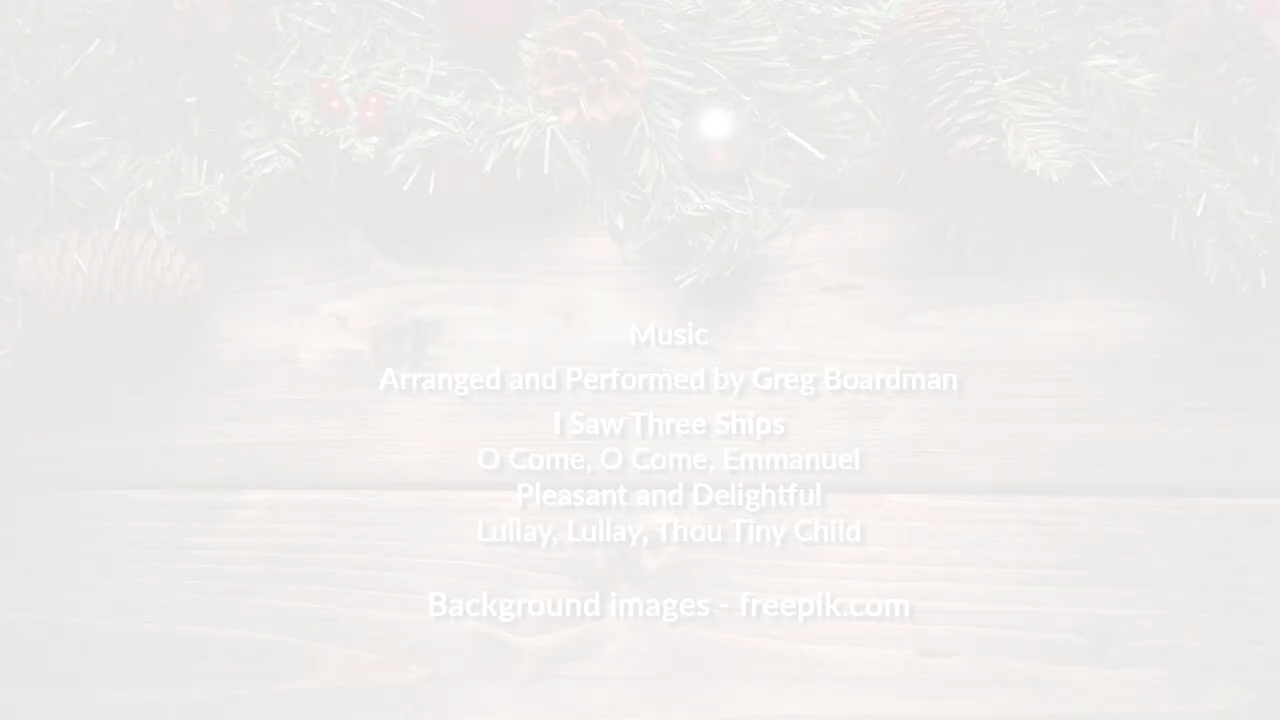 Music
Arranged and Performed by Greg Boardman
I Saw Three Ships
O Come, O Come, Emmanuel
Pleasant and Delightful
Lullay, Lullay, Thou Tiny Child
Background images - freepik.com